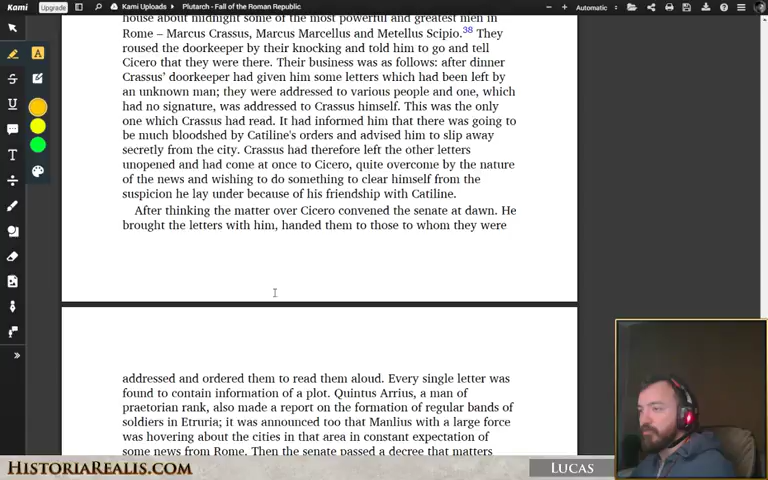 Kami
Upgrade
Kami Uploads
Plutarch - Fall of the Roman Republic
Automatic
house about midnight some of the most powerful and greatest men in
Rome – Marcus Crassus, Marcus Marcellus and Metellus Scipio.38 They
roused the doorkeeper by their knocking and told him to go and tell
Cicero that they were there. Their business was as follows: after dinner
Crassus' doorkeeper had given him some letters which had been left by
an unknown man; they were addressed to various people and one, which
had no signature, was addressed to Crassus himself. This was the only
one which Crassus had read. It had informed him that there was going to
be much bloodshed by Catiline's orders and advised him to slip away
secretly from the city. Crassus had therefore left the other letters
unopened and had come at once to Cicero, quite overcome by the nature
of the news and wishing to do something to clear himself from the
suspicion he lay under because of his friendship with Catiline.
After thinking the matter over Cicero convened the senate at dawn. He
brought the letters with him, handed them to those to whom they were
addressed and ordered them to read them aloud. Every single letter was
found to contain information of a plot. Quintus Arrius, a man of
praetorian rank, also made a report on the formation of regular bands of
soldiers in Etruria; it was announced too that Manlius with a large force
was hovering about the cities in that area in constant expectation of
some news from Rome. Then the senate passed a decree that matters
HISTORIAREALIS.COM
LUCAS